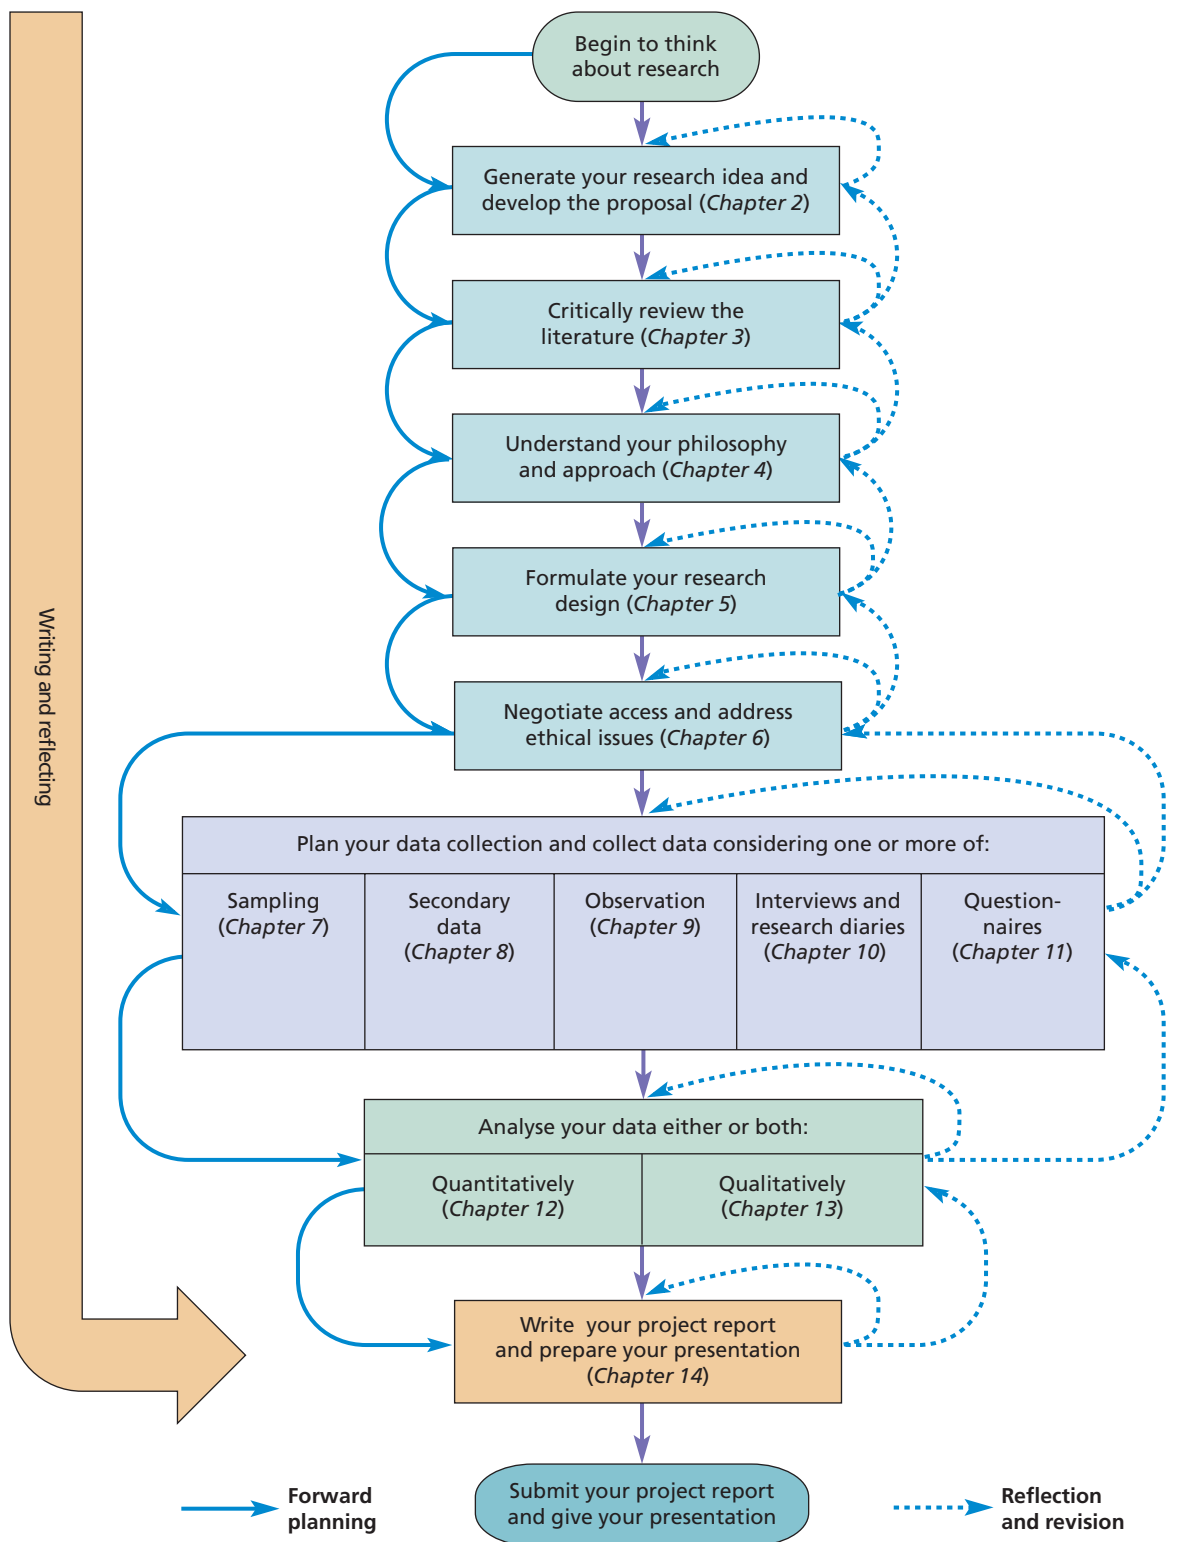 Begin to think
about research
Generate your research idea and
develop the proposal (Chapter 2)
Critically review the
literature (Chapter 3)
Understand your philosophy
and approach (Chapter 4)
Formulate your research
design (Chapter 5)
Negotiate access and address
ethical issues (Chapter 6)
Writing and reflecting
Plan your data collection and collect data considering one or more of:
Sampling
(Chapter 7)
Secondary
data
(Chapter 8)
Observation
(Chapter 9)
Interviews and
research diaries
(Chapter 10)
Question-
naires
(Chapter 11)
Analyse your data either or both:
Quantitatively
(Chapter 12)
Qualitatively
(Chapter 13)
Write your project report
and prepare your presentation
(Chapter 14)
Submit your project report
and give your presentation
Forward
planning
Reflection
and revision